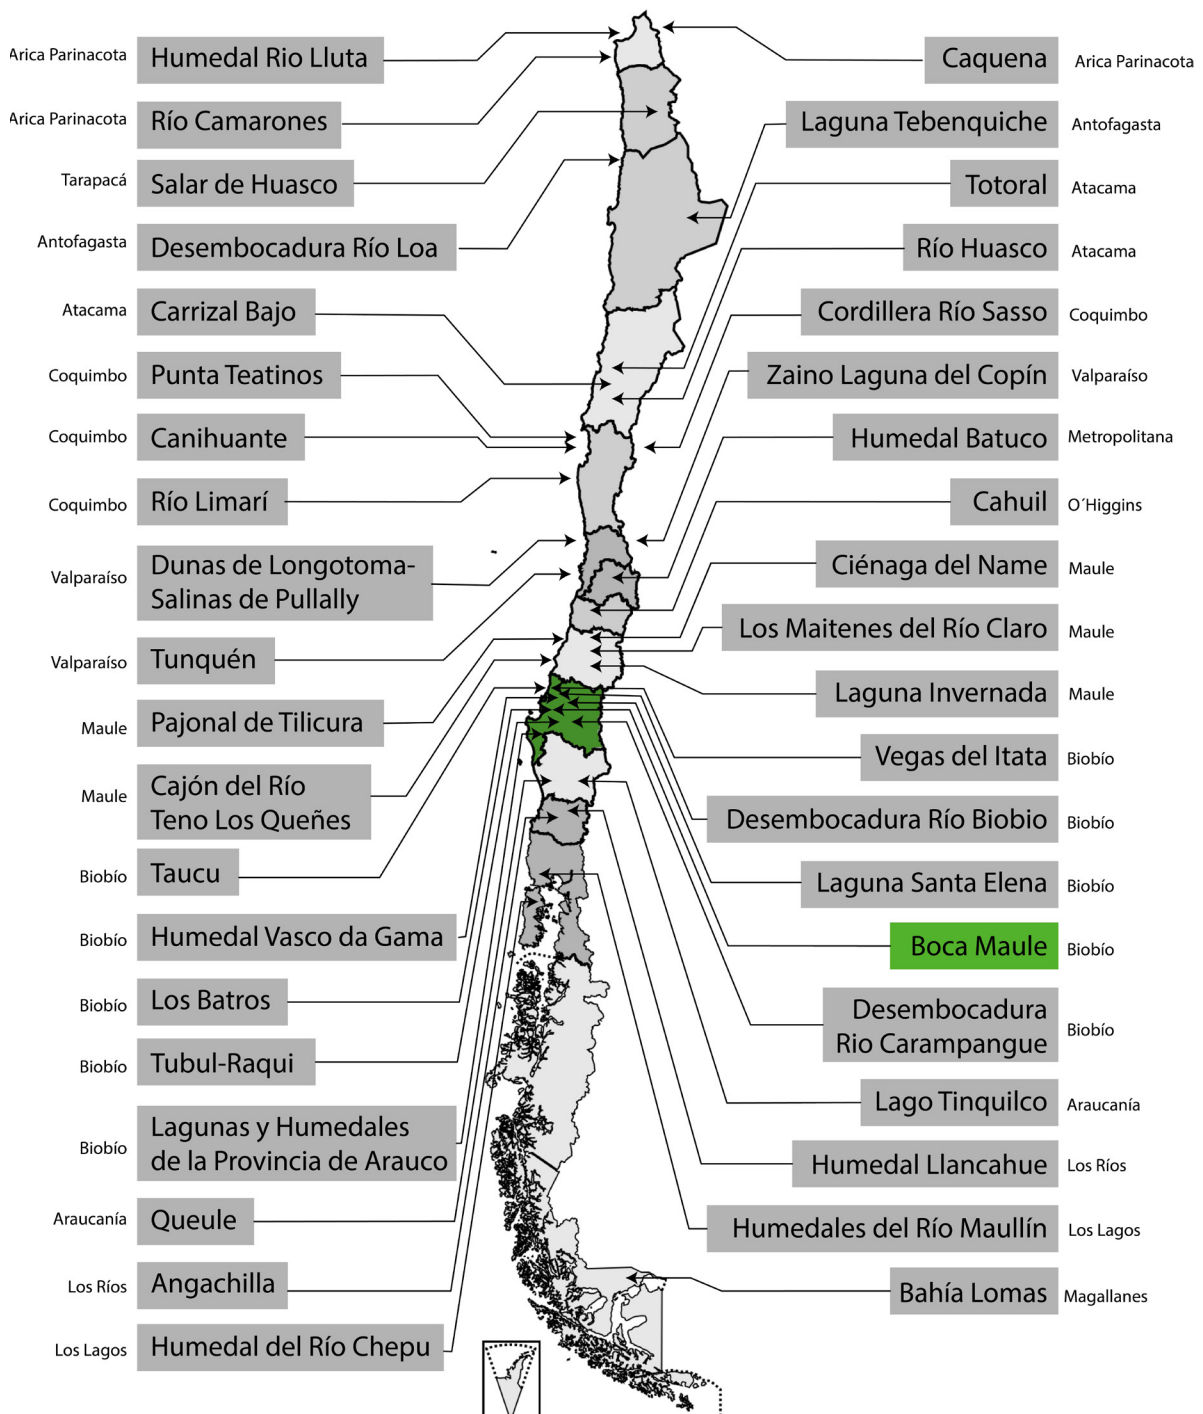 Arica Parinacota
Humedal Rio Lluta
Arica Parinacota
Río Camarones
Tarapacá
Salar de Huasco
Antofagasta
Desembocadura Río Loa
Atacama
Carrizal Bajo
Coquimbo
Punta Teatinos
Coquimbo
Canihuante
Coquimbo
Río Limarí
Valparaíso
Dunas de Longotoma-
Salinas de Pullally
Valparaíso
Tunquén
Maule
Pajonal de Tilicura
Maule
Cajón del Río
Teno Los Queñes
Biobío
Taucu
Biobío
Humedal Vasco da Gama
Biobío
Los Batros
Biobío
Tubul-Raqui
Biobío
Lagunas y Humedales
de la Provincia de Arauco
Araucanía
Queule
Los Ríos
Angachilla
Los Lagos
Humedal del Río Chepu
Caquena
Arica Parinacota
Laguna Tebenquiche
Antofagasta
Totoral
Atacama
Río Huasco
Atacama
Cordillera Río Sasso
Coquimbo
Zaino Laguna del Copín
Valparaíso
Humedal Batuco
Metropolitana
Cahuil
O´Higgins
Ciénaga del Name
Maule
Los Maitenes del Río Claro
Maule
Laguna Invernada
Maule
Vegas del Itata
Biobío
Desembocadura Río Biobio
Biobío
Laguna Santa Elena
Biobío
Boca Maule
Biobío
Desembocadura
Rio Carampangue
Biobío
Lago Tinquilco
Araucanía
Humedal Llancahue
Los Ríos
Humedales del Río Maullín
Los Lagos
Bahía Lomas
Magallanes